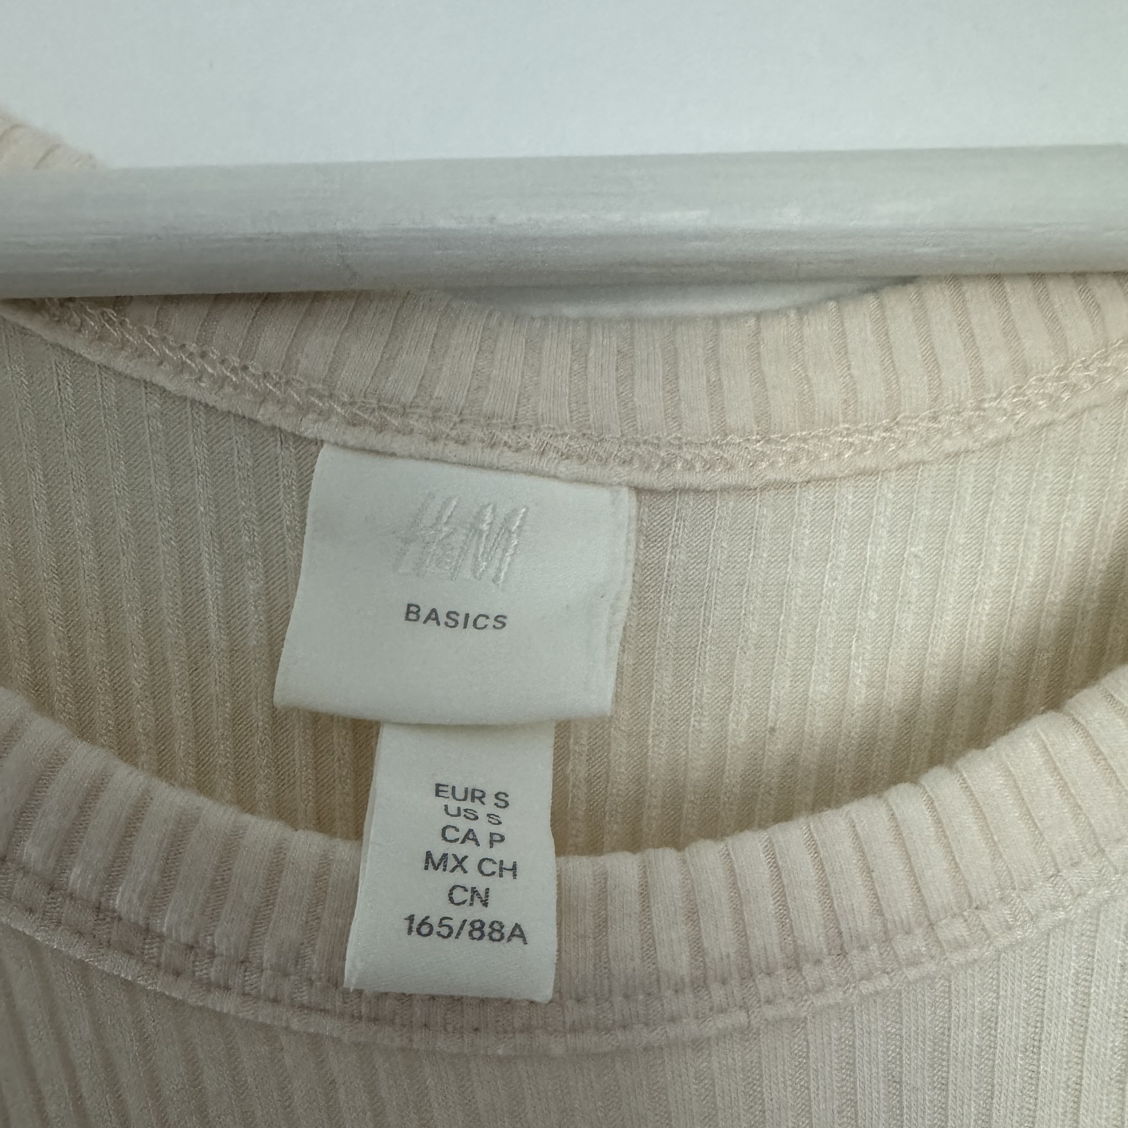 H&M
BASICS
EUR S
US S
CA P
MX CH
CN
165/88A